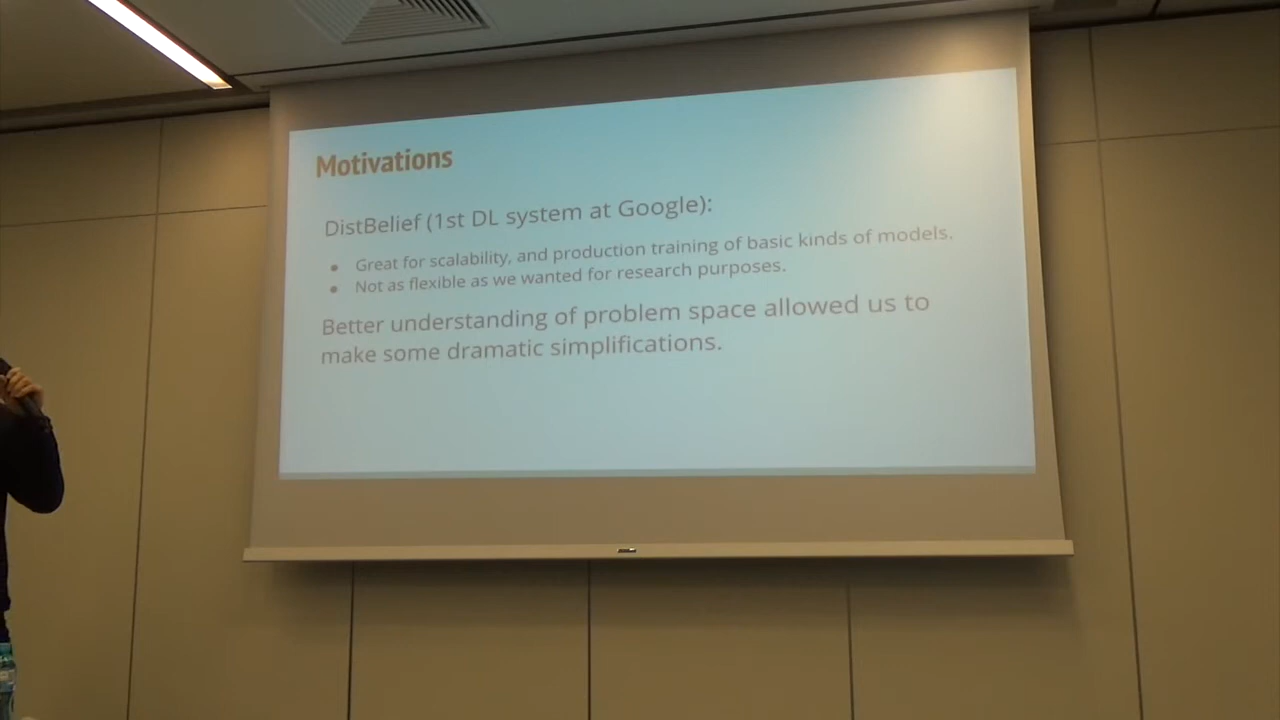 Motivations
DistBelief (1st DL system at Google):
• Great for scalability, and production training of basic kinds of models.
• Not as flexible as we wanted for research purposes.
Better understanding of problem space allowed us to
make some dramatic simplifications.